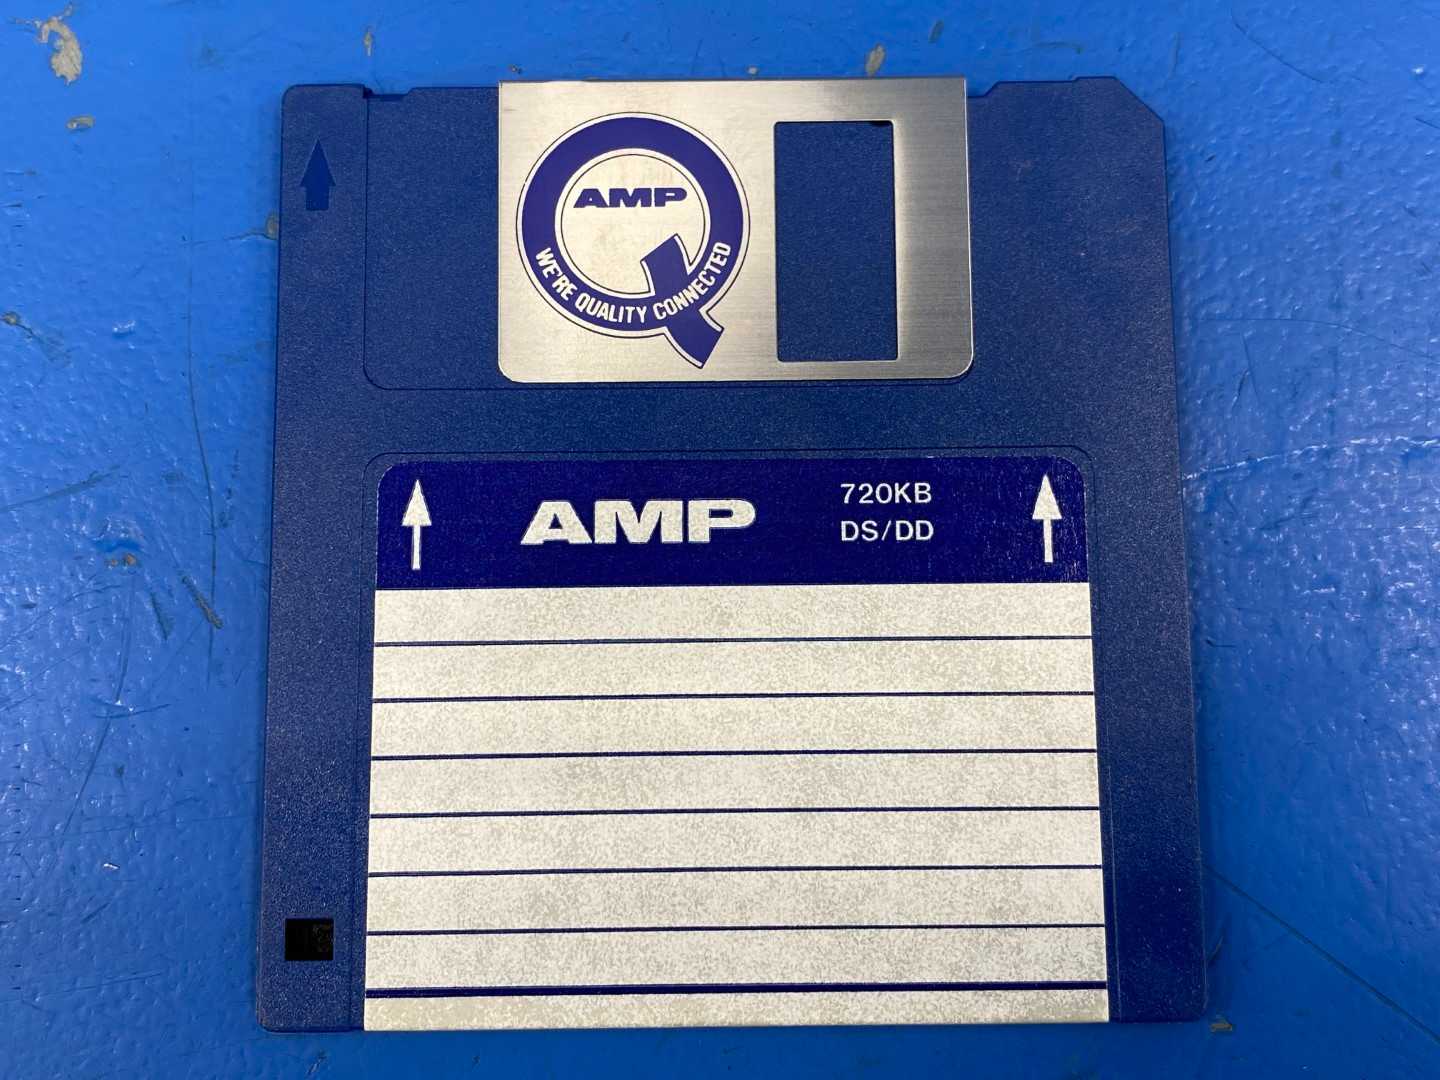 AMP
WE'RE QUALITY CONNECTED
AMP
720KB
DS/DD